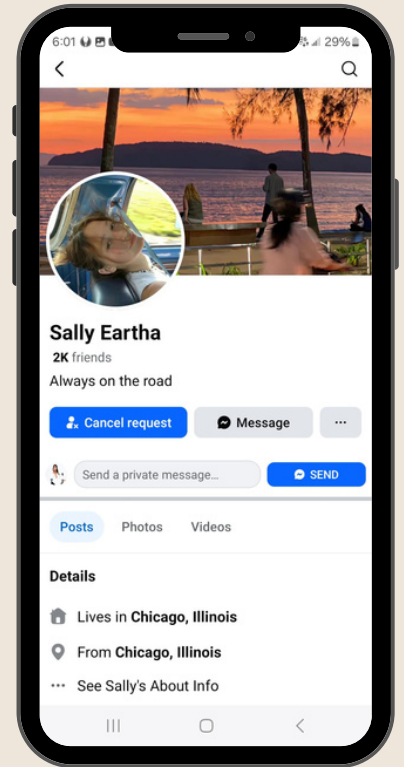 6:01 29%
Sally Eartha
2K friends
Always on the road
Cancel request Message ...
Send a private message... SEND
Posts Photos Videos
Details
Lives in Chicago, Illinois
From Chicago, Illinois
... See Sally's About Info